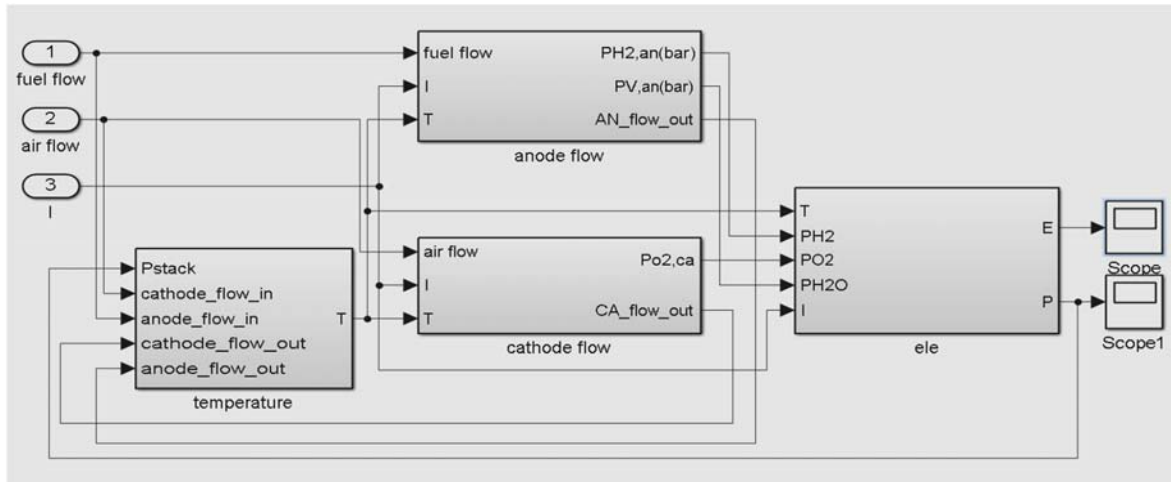 1
fuel flow
2
air flow
3
I
fuel flow
I
T
PH2,an(bar)
PV,an(bar)
AN_flow_out
anode flow
Pstack
cathode_flow_in
anode_flow_in
cathode_flow_out
anode_flow_out
T
temperature
air flow
I
T
Po2,ca
CA_flow_out
cathode flow
T
PH2
PO2
PH2O
I
E
P
ele
Scope
Scope1